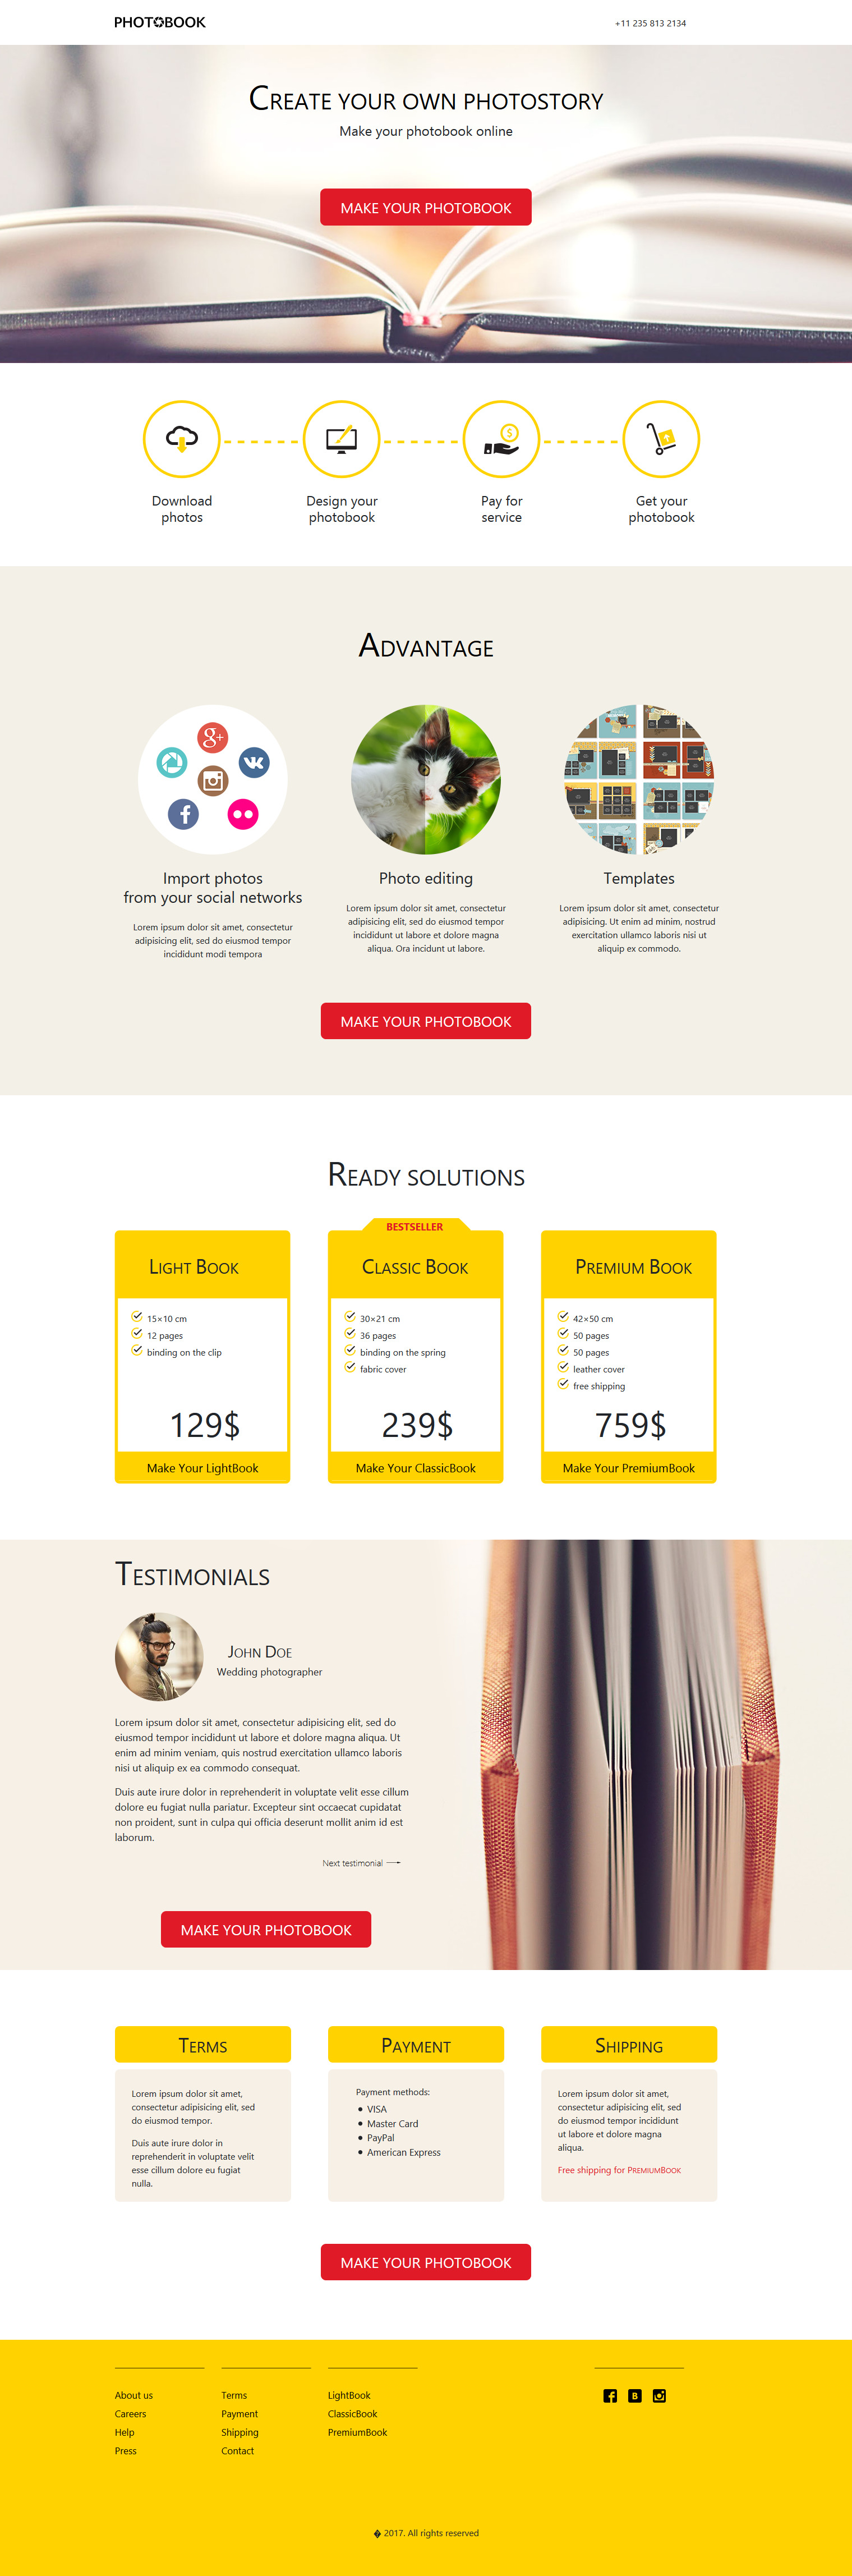 PHOTOBOOK
+11 235 813 2134
CREATE YOUR OWN PHOTOSTORY
Make your photobook online
MAKE YOUR PHOTOBOOK
Download
photos
Design your
photobook
Pay for
service
Get your
photobook
ADVANTAGE
Import photos
from your social networks
Lorem ipsum dolor sit amet, consectetur
adipisicing elit, sed do eiusmod tempor
incididunt modi tempora
Photo editing
Lorem ipsum dolor sit amet, consectetur
adipisicing elit, sed do eiusmod tempor
incididunt ut labore et dolore magna
aliqua. Ora incidunt ut labore.
Templates
Lorem ipsum dolor sit amet, consectetur
adipisicing. Ut enim ad minim, nostrud
exercitation ullamco laboris nisi ut
aliquip ex commodo.
MAKE YOUR PHOTOBOOK
READY SOLUTIONS
LIGHT BOOK
15×10 cm
12 pages
binding on the clip
129$
Make Your LightBook
BESTSELLER
CLASSIC BOOK
30×21 cm
36 pages
binding on the spring
fabric cover
239$
Make Your ClassicBook
PREMIUM BOOK
42×50 cm
50 pages
50 pages
leather cover
free shipping
759$
Make Your PremiumBook
TESTIMONIALS
JOHN DOE
Wedding photographer
Lorem ipsum dolor sit amet, consectetur adipisicing elit, sed do
eiusmod tempor incididunt ut labore et dolore magna aliqua. Ut
enim ad minim veniam, quis nostrud exercitation ullamco laboris
nisi ut aliquip ex ea commodo consequat.
Duis aute irure dolor in reprehenderit in voluptate velit esse cillum
dolore eu fugiat nulla pariatur. Excepteur sint occaecat cupidatat
non proident, sunt in culpa qui officia deserunt mollit anim id est
laborum.
Next testimonial
MAKE YOUR PHOTOBOOK
TERMS
Lorem ipsum dolor sit amet,
consectetur adipisicing elit, sed
do eiusmod tempor.
Duis aute irure dolor in
reprehenderit in voluptate velit
esse cillum dolore eu fugiat
nulla.
PAYMENT
Payment methods:
VISA
Master Card
PayPal
American Express
SHIPPING
Lorem ipsum dolor sit amet,
consectetur adipisicing elit, sed
do eiusmod tempor incididunt
ut labore et dolore magna
aliqua.
Free shipping for PREMIUMBOOK
MAKE YOUR PHOTOBOOK
About us
Careers
Help
Press
Terms
Payment
Shipping
Contact
LightBook
ClassicBook
PremiumBook
� 2017. All rights reserved